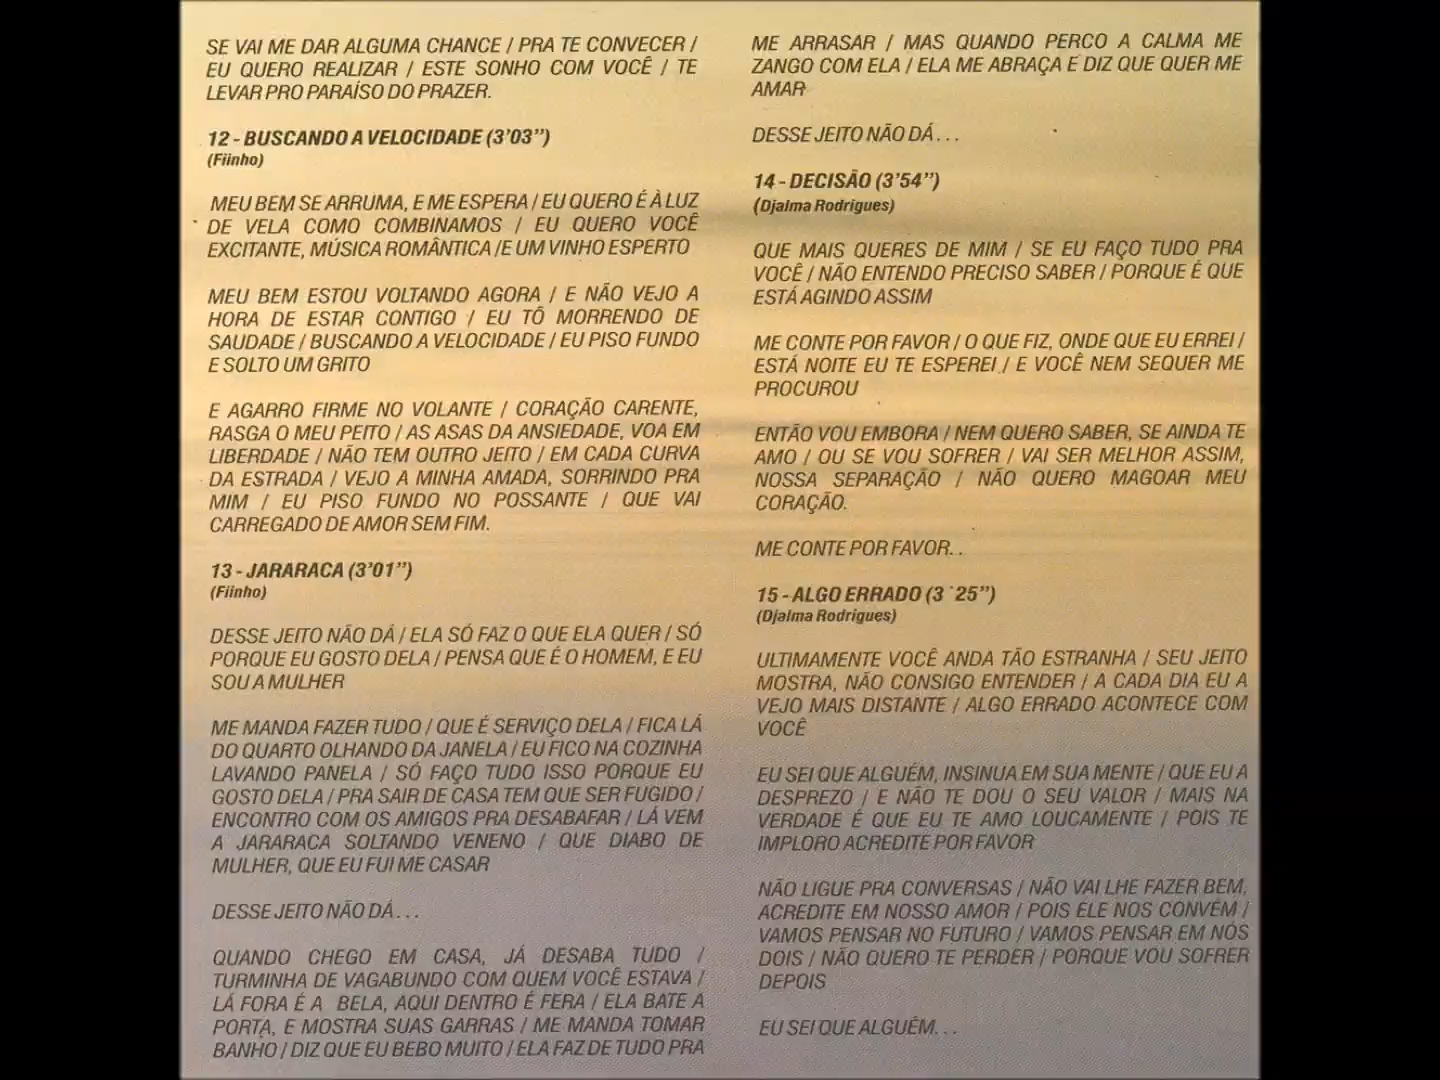 SE VAI ME DAR ALGUMA CHANCE / PRA TE CONVECER /
EU QUERO REALIZAR / ESTE SONHO COM VOCÊ / TE
LEVAR PRO PARAÍSO DO PRAZER.
12 - BUSCANDO A VELOCIDADE (3'03")
(Fiinho)
MEU BEM SE ARRUMA, E ME ESPERA / EU QUERO É À LUZ
DE VELA COMO COMBINAMOS / EU QUERO VOCÊ
EXCITANTE, MÚSICA ROMÂNTICA /E UM VINHO ESPERTO
MEU BEM ESTOU VOLTANDO AGORA / E NÃO VEJO A
HORA DE ESTAR CONTIGO / EU TÔ MORRENDO DE
SAUDADE / BUSCANDO A VELOCIDADE / EU PISO FUNDO
E SOLTO UM GRITO
E AGARRO FIRME NO VOLANTE / CORAÇÃO CARENTE,
RASGA O MEU PEITO / AS ASAS DA ANSIEDADE, VOA EM
LIBERDADE / NÃO TEM OUTRO JEITO / EM CADA CURVA
DA ESTRADA / VEJO A MINHA AMADA, SORRINDO PRA
MIM / EU PISO FUNDO NO POSSANTE / QUE VAI
CARREGADO DE AMOR SEM FIM.
13 - JARARACA (3'01")
(Fiinho)
DESSE JEITO NÃO DÁ / ELA SÓ FAZ O QUE ELA QUER / SÓ
PORQUE EU GOSTO DELA / PENSA QUE É O HOMEM, E EU
SOU A MULHER
ME MANDA FAZER TUDO / QUE É SERVIÇO DELA / FICA LÁ
DO QUARTO OLHANDO DA JANELA / EU FICO NA COZINHA
LAVANDO PANELA / SÓ FAÇO TUDO ISSO PORQUE EU
GOSTO DELA / PRA SAIR DE CASA TEM QUE SER FUGIDO /
ENCONTRO COM OS AMIGOS PRA DESABAFAR / LÁ VEM
A JARARACA SOLTANDO VENENO / QUE DIABO DE
MULHER, QUE EU FUI ME CASAR
DESSE JEITO NÃO DÁ...
QUANDO CHEGO EM CASA, JÁ DESABA TUDO /
TURMINHA DE VAGABUNDO COM QUEM VOCÊ ESTAVA /
LÁ FORA É A BELA, AQUI DENTRO É FERA / ELA BATE A
PORTA, E MOSTRA SUAS GARRAS / ME MANDA TOMAR
BANHO / DIZ QUE EU BEBO MUITO / ELA FAZ DE TUDO PRA
ME ARRASAR / MAS QUANDO PERCO A CALMA ME
ZANGO COM ELA / ELA ME ABRAÇA E DIZ QUE QUER ME
AMAR
DESSE JEITO NÃO DÁ...
14 - DECISÃO (3'54")
(Djalma Rodrigues)
QUE MAIS QUERES DE MIM / SE EU FAÇO TUDO PRA
VOCÊ / NÃO ENTENDO PRECISO SABER / PORQUE É QUE
ESTÁ AGINDO ASSIM
ME CONTE POR FAVOR / O QUE FIZ, ONDE QUE EU ERREI /
ESTÁ NOITE EU TE ESPEREI / E VOCÊ NEM SEQUER ME
PROCUROU
ENTÃO VOU EMBORA / NEM QUERO SABER, SE AINDA TE
AMO / OU SE VOU SOFRER / VAI SER MELHOR ASSIM,
NOSSA SEPARAÇÃO / NÃO QUERO MAGOAR MEU
CORAÇÃO.
ME CONTE POR FAVOR..
15 - ALGO ERRADO (3´25")
(Djalma Rodrigues)
ULTIMAMENTE VOCÊ ANDA TÃO ESTRANHA / SEU JEITO
MOSTRA, NÃO CONSIGO ENTENDER / A CADA DIA EU A
VEJO MAIS DISTANTE / ALGO ERRADO ACONTECE COM
VOCÊ
EU SEI QUE ALGUÉM, INSINUA EM SUA MENTE / QUE EU A
DESPREZO / E NÃO TE DOU O SEU VALOR / MAIS NA
VERDADE É QUE EU TE AMO LOUCAMENTE / POIS TE
IMPLORO ACREDITE POR FAVOR
NÃO LIGUE PRA CONVERSAS / NÃO VAI LHE FAZER BEM,
ACREDITE EM NOSSO AMOR / POIS ELE NOS CONVÉM /
VAMOS PENSAR NO FUTURO / VAMOS PENSAR EM NÓS
DOIS / NÃO QUERO TE PERDER / PORQUE VOU SOFRER
DEPOIS
EU SEI QUE ALGUÉM...